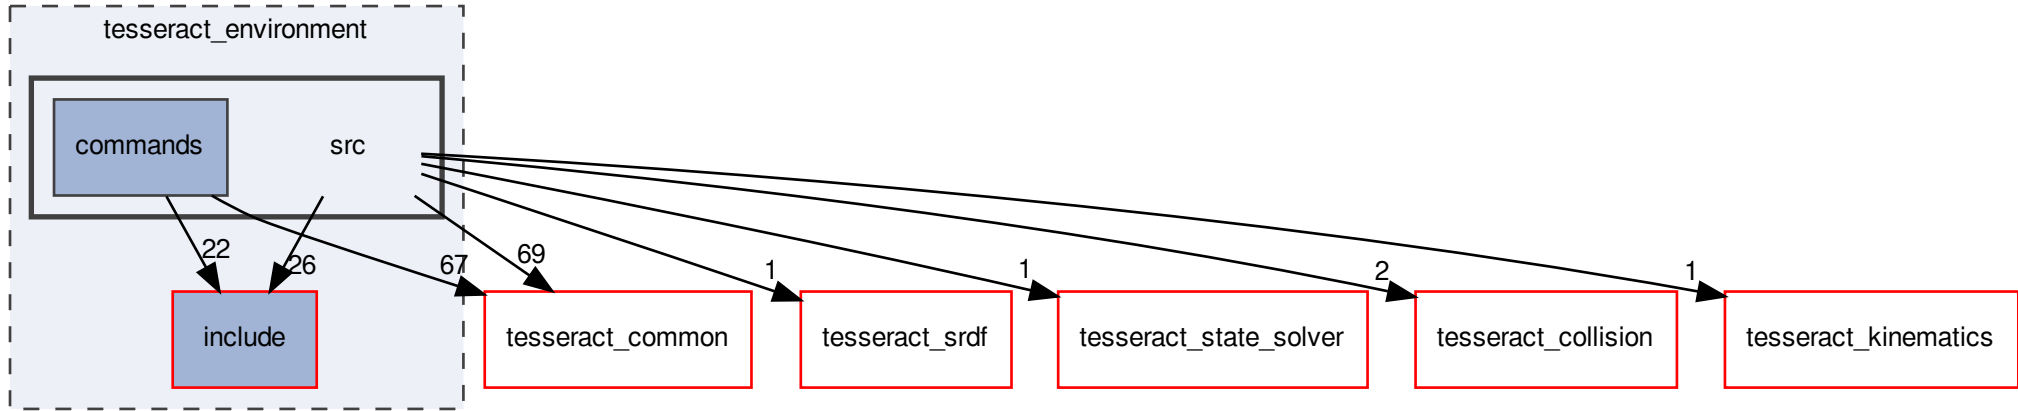 tesseract_environment
commands
src
22
26
67
69
1
1
2
1
include
tesseract_common
tesseract_srdf
tesseract_state_solver
tesseract_collision
tesseract_kinematics